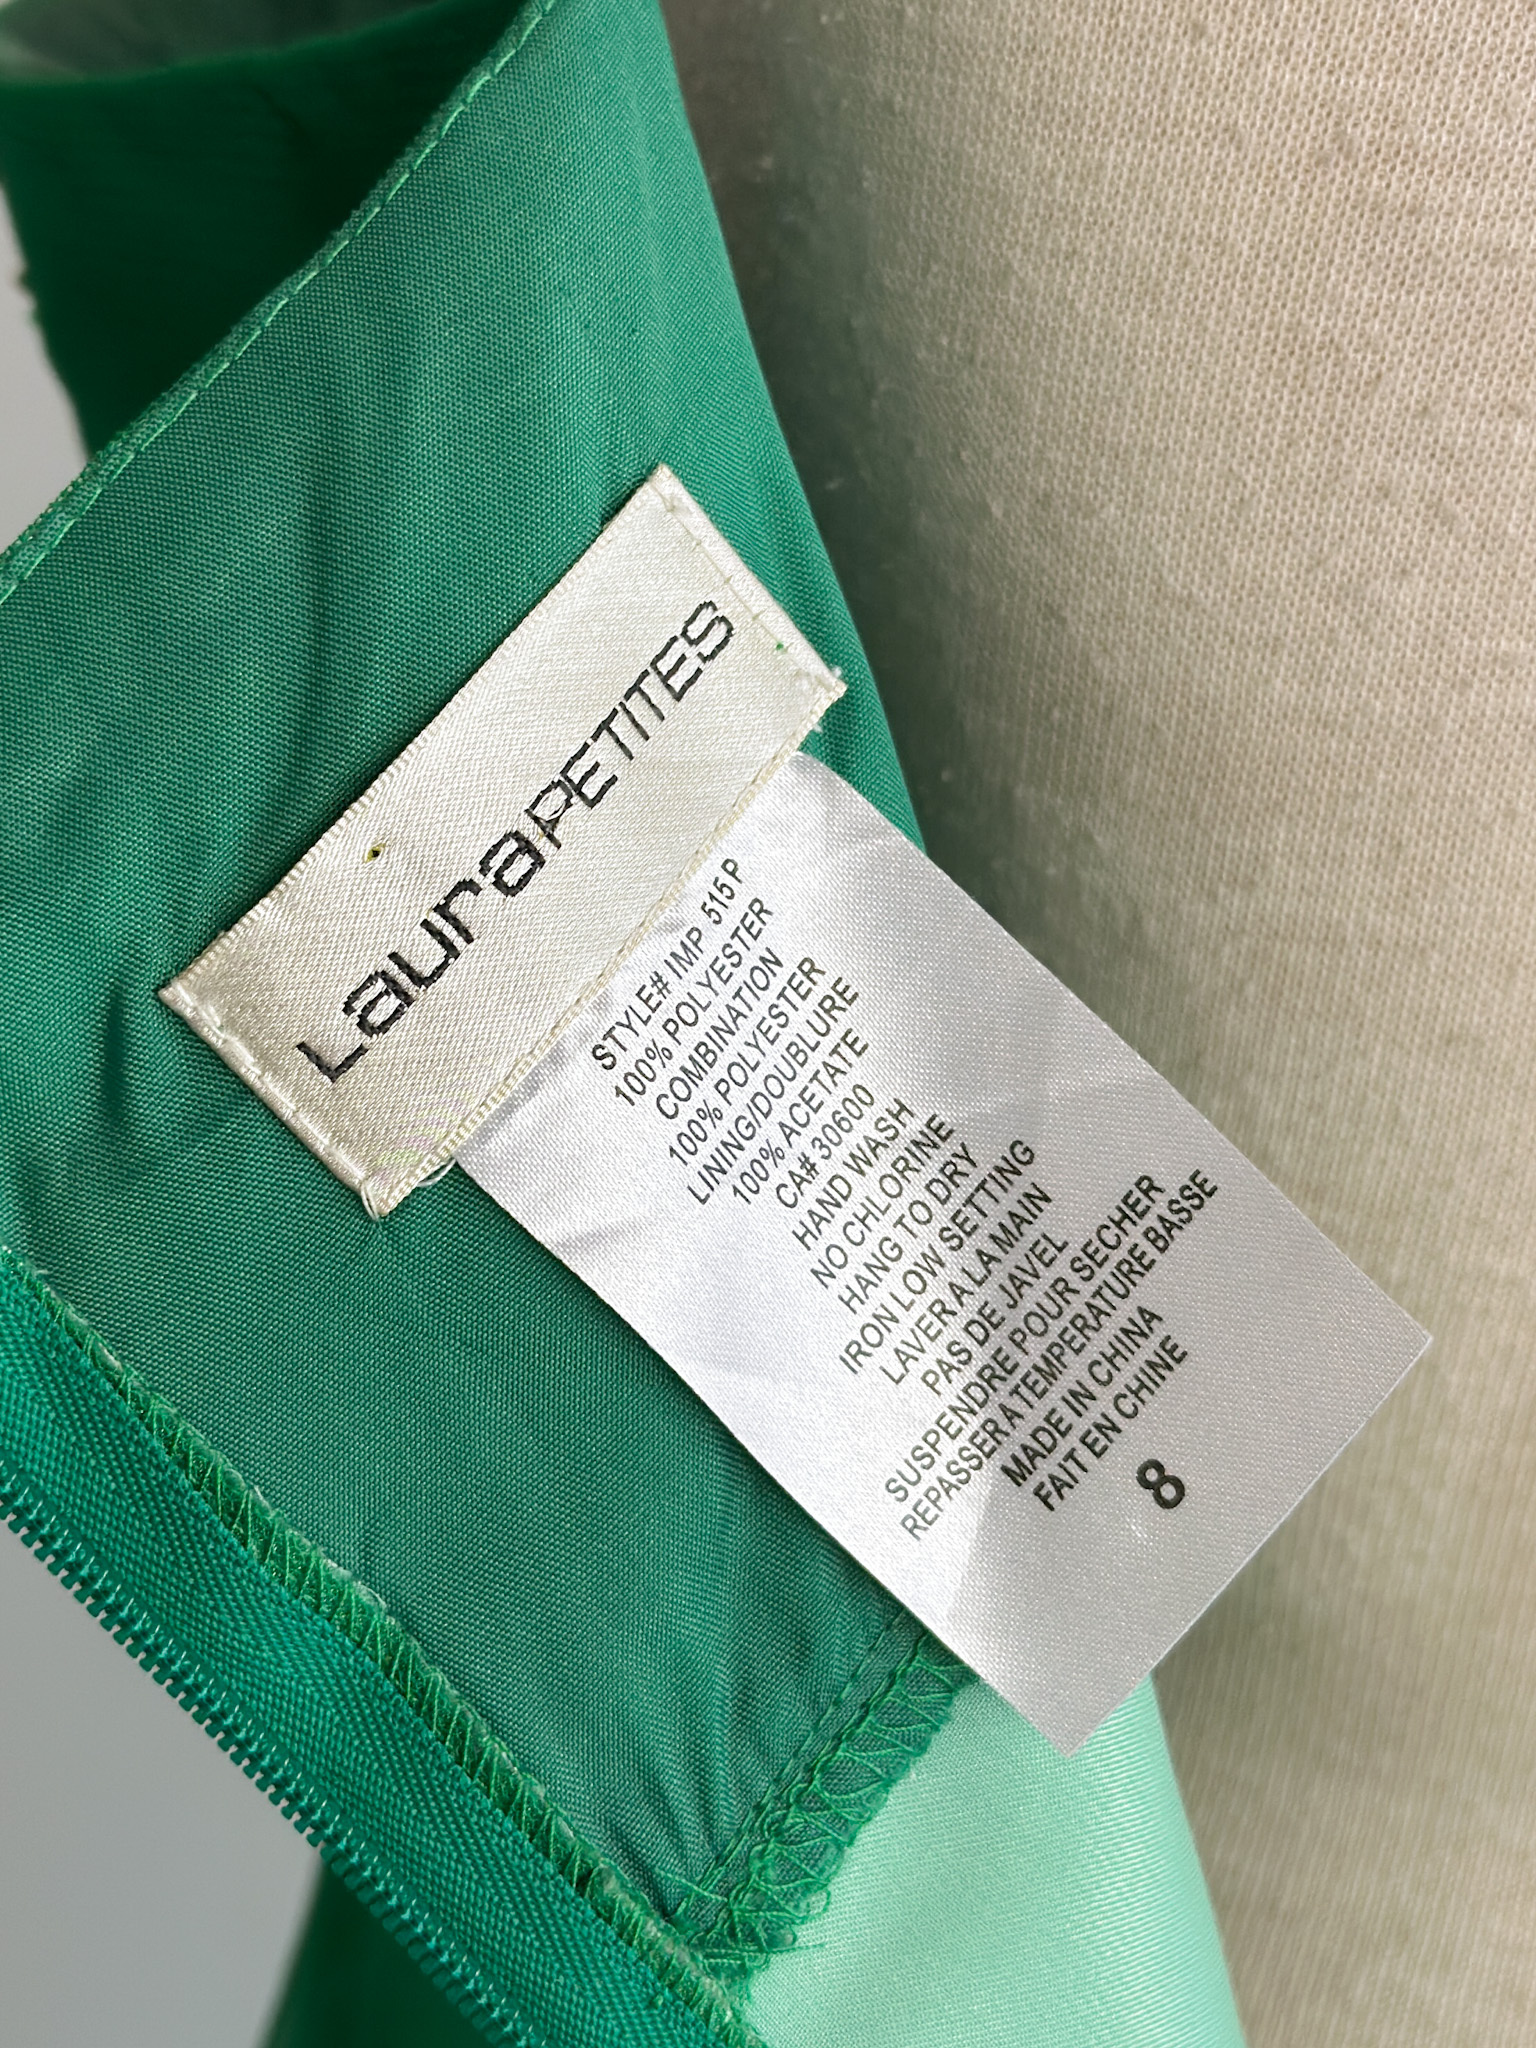 LauraPETITES
STYLE# IMP 515 P
100% POLYESTER
COMBINATION
100% POLYESTER
LINING/DOUBLURE
100% ACETATE
CA# 30600
HAND WASH
NO CHLORINE
HANG TO DRY
IRON LOW SETTING
LAVER A LA MAIN
PAS DE JAVEL
SUSPENDRE POUR SECHER
REPASSER A TEMPERATURE BASSE
MADE IN CHINA
FAIT EN CHINE
8